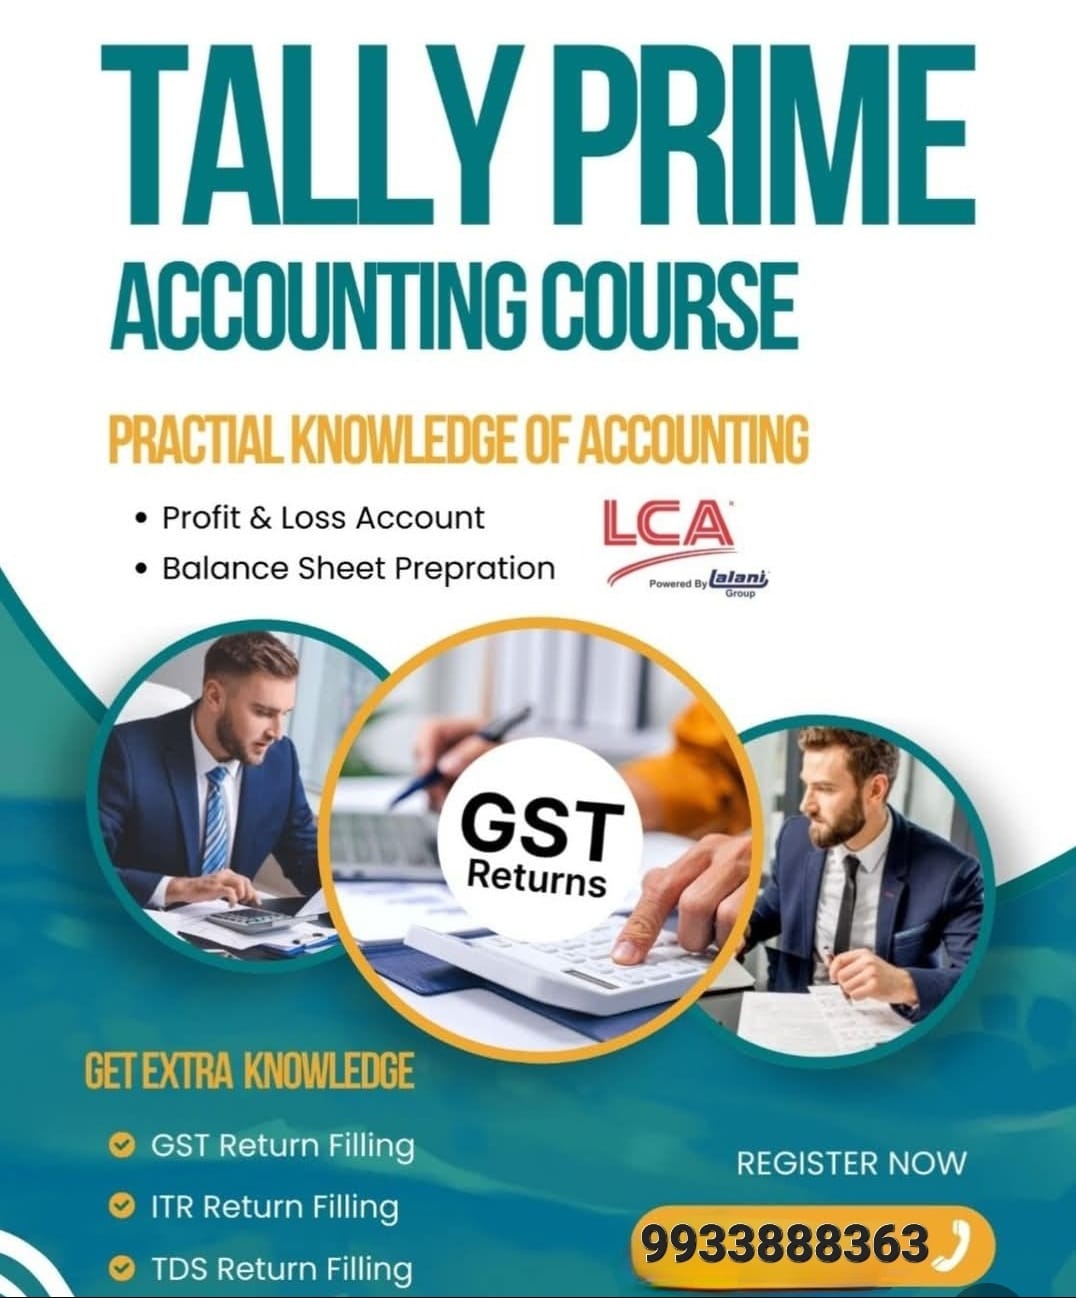 TALLY PRIME
ACCOUNTING COURSE
PRACTIAL KNOWLEDGE OF ACCOUNTING
• Profit & Loss Account
• Balance Sheet Prepration
LCA
Powered By Lalani
Group
GST
Returns
GET EXTRA KNOWLEDGE
GST Return Filling
ITR Return Filling
TDS Return Filling
REGISTER NOW
9933888363